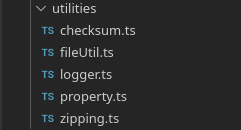 utilities
TS checksum.ts
TS fileUtil.ts
TS logger.ts
TS property.ts
TS zipping.ts